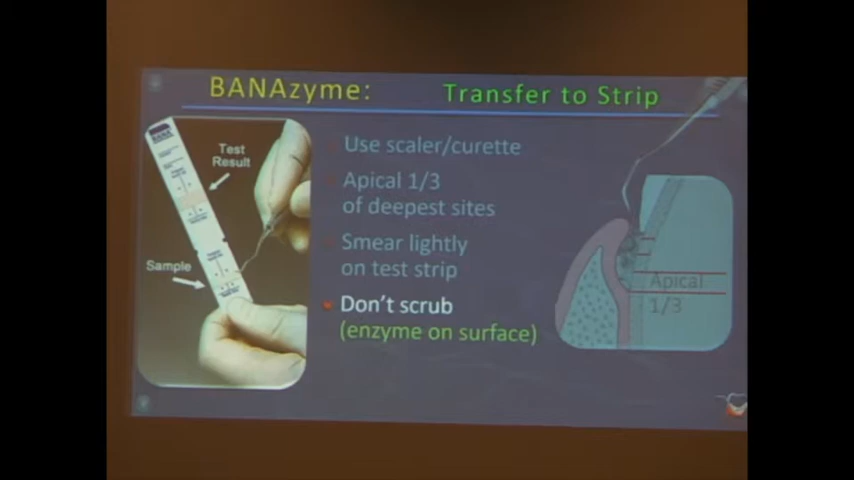 BANAzyme:
Transfer to Strip
BANA
Test
Result
Sample
Use scaler/curette
Apical 1/3
of deepest sites
Smear lightly
on test strip
Don't scrub
(enzyme on surface)
Apical
1/3